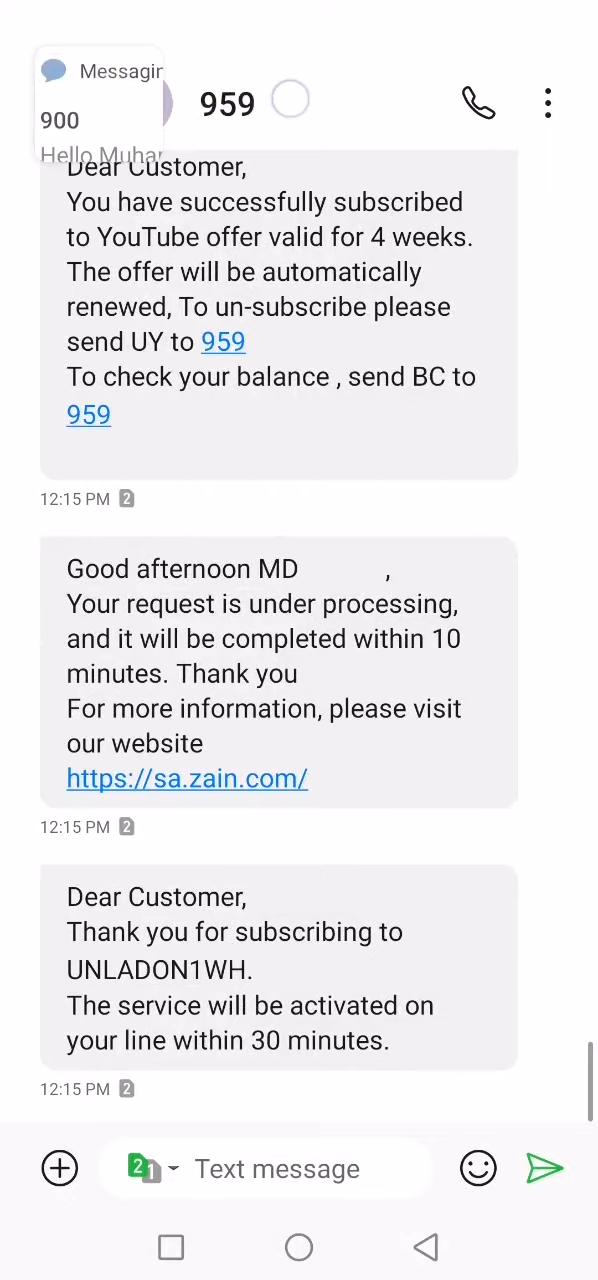 Messagin
900
Hello Muha
959
Dear Customer,
You have successfully subscribed
to YouTube offer valid for 4 weeks.
The offer will be automatically
renewed, To un-subscribe please
send UY to 959
To check your balance , send BC to
959
12:15 PM 2
Good afternoon MD ,
Your request is under processing,
and it will be completed within 10
minutes. Thank you
For more information, please visit
our website
https://sa.zain.com/
12:15 PM 2
Dear Customer,
Thank you for subscribing to
UNLADON1WH.
The service will be activated on
your line within 30 minutes.
12:15 PM 2
2 1 Text message